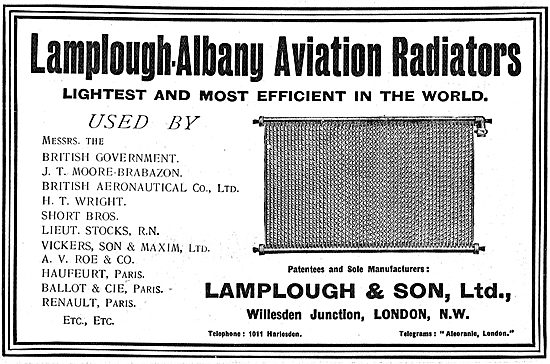 Lamplough-Albany Aviation Radiators
LIGHTEST AND MOST EFFICIENT IN THE WORLD.
USED BY
MESSRS. THE
BRITISH GOVERNMENT.
J. T. MOORE-BRABAZON.
BRITISH AERONAUTICAL CO., LTD.
H. T. WRIGHT.
SHORT BROS.
LIEUT. STOCKS, R.N.
VICKERS, SON & MAXIM, LTD.
A. V. ROE & CO.
HAUFEURT, PARIS.
BALLOT & CIE, PARIS.
RENAULT, PARIS.
ETC., ETC.
Patentees and Sole Manufacturers:
LAMPLOUGH & SON, Ltd.,
Willesden Junction, LONDON, N.W.
Telephone: 1011 Harlesden.
Telegrams: "Aleoranic, London."